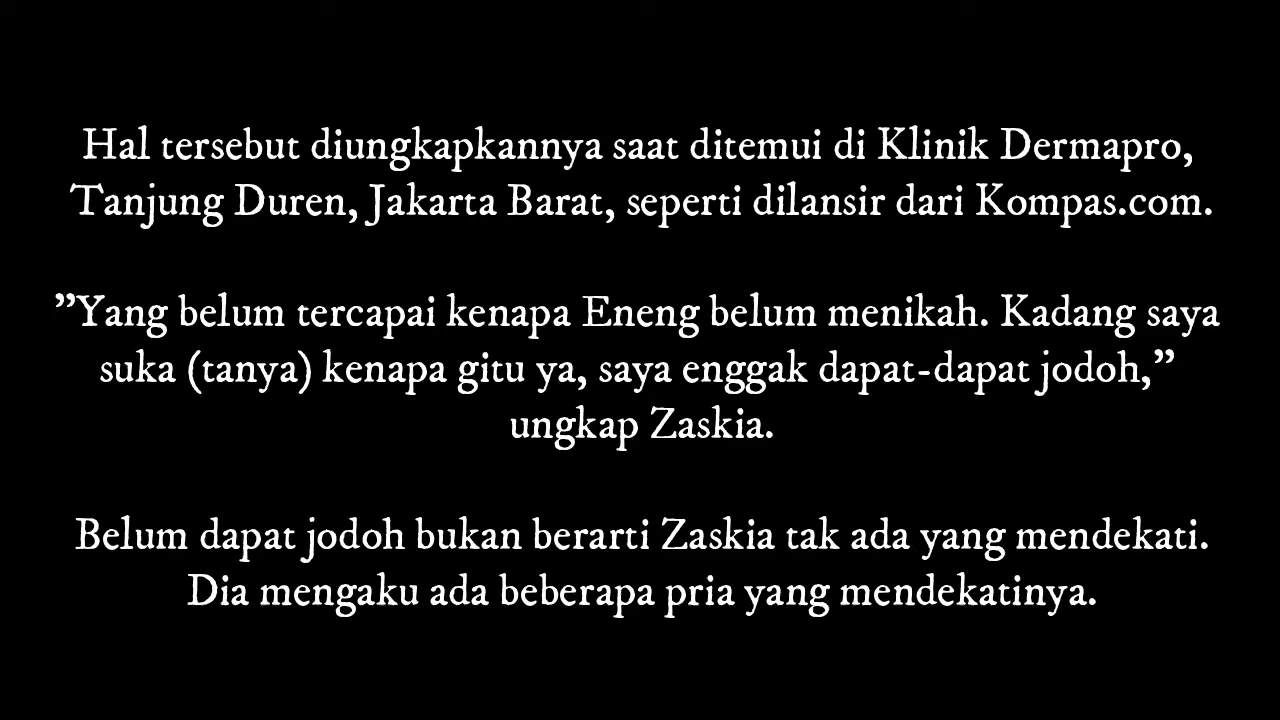 Hal tersebut diungkapkannya saat ditemui di Klinik Dermapro,
Tanjung Duren, Jakarta Barat, seperti dilansir dari Kompas.com.
”Yang belum tercapai kenapa Eneng belum menikah. Kadang saya
suka (tanya) kenapa gitu ya, saya enggak dapat-dapat jodoh,”
ungkap Zaskia.
Belum dapat jodoh bukan berarti Zaskia tak ada yang mendekati.
Dia mengaku ada beberapa pria yang mendekatinya.